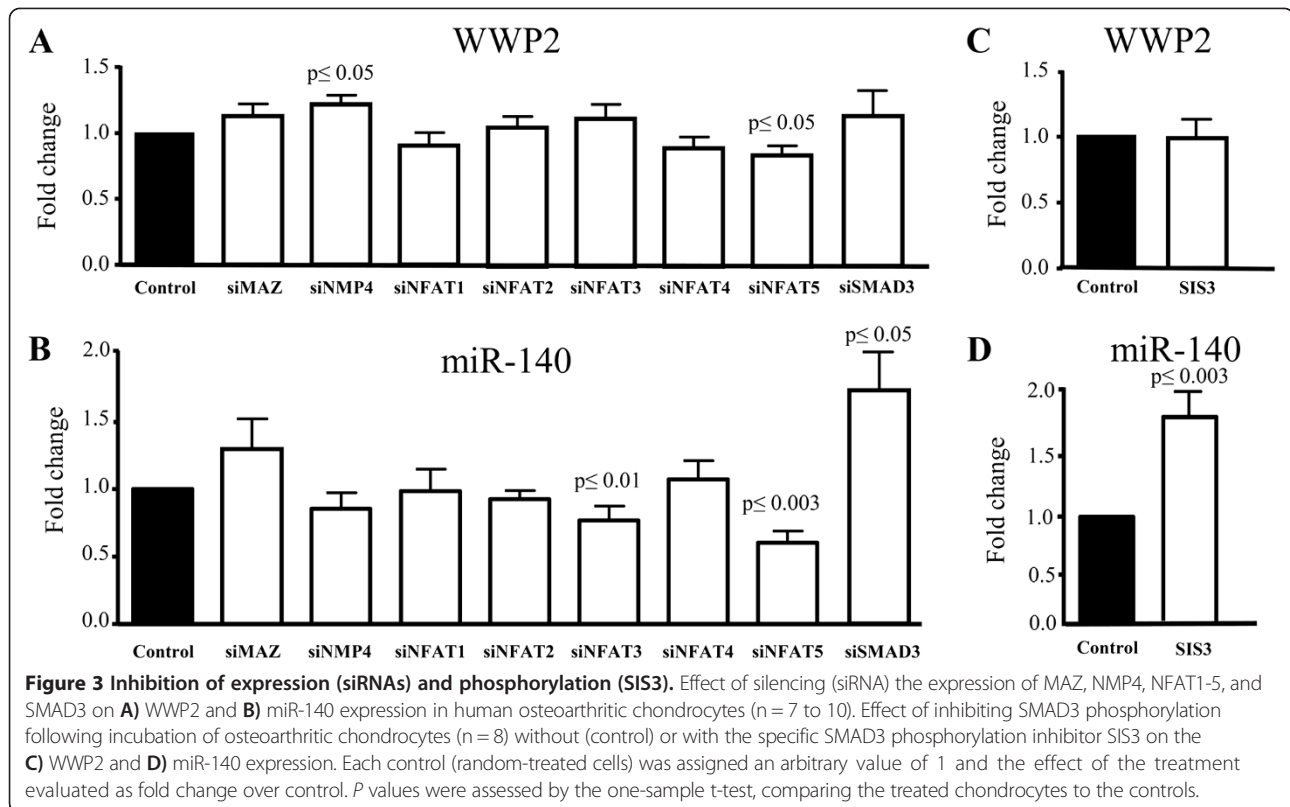 A
WWP2
Fold change
1.5
1.0
0.5
0.0
p≤ 0.05
p≤ 0.05
Control siMAZ siNMP4 siNFAT1 siNFAT2 siNFAT3 siNFAT4 siNFAT5 siSMAD3
C
WWP2
Fold change
1.5
1.0
0.5
0.0
Control SIS3
B
miR-140
Fold change
2.0
1.5
1.0
0.5
0.0
p≤ 0.01
p≤ 0.003
p≤ 0.05
Control siMAZ siNMP4 siNFAT1 siNFAT2 siNFAT3 siNFAT4 siNFAT5 siSMAD3
D
miR-140
p≤ 0.003
Fold change
2.0
1.5
1.0
0.5
0.0
Control SIS3
Figure 3 Inhibition of expression (siRNAs) and phosphorylation (SIS3). Effect of silencing (siRNA) the expression of MAZ, NMP4, NFAT1-5, and
SMAD3 on A) WWP2 and B) miR-140 expression in human osteoarthritic chondrocytes (n = 7 to 10). Effect of inhibiting SMAD3 phosphorylation
following incubation of osteoarthritic chondrocytes (n = 8) without (control) or with the specific SMAD3 phosphorylation inhibitor SIS3 on the
C) WWP2 and D) miR-140 expression. Each control (random-treated cells) was assigned an arbitrary value of 1 and the effect of the treatment
evaluated as fold change over control. P values were assessed by the one-sample t-test, comparing the treated chondrocytes to the controls.